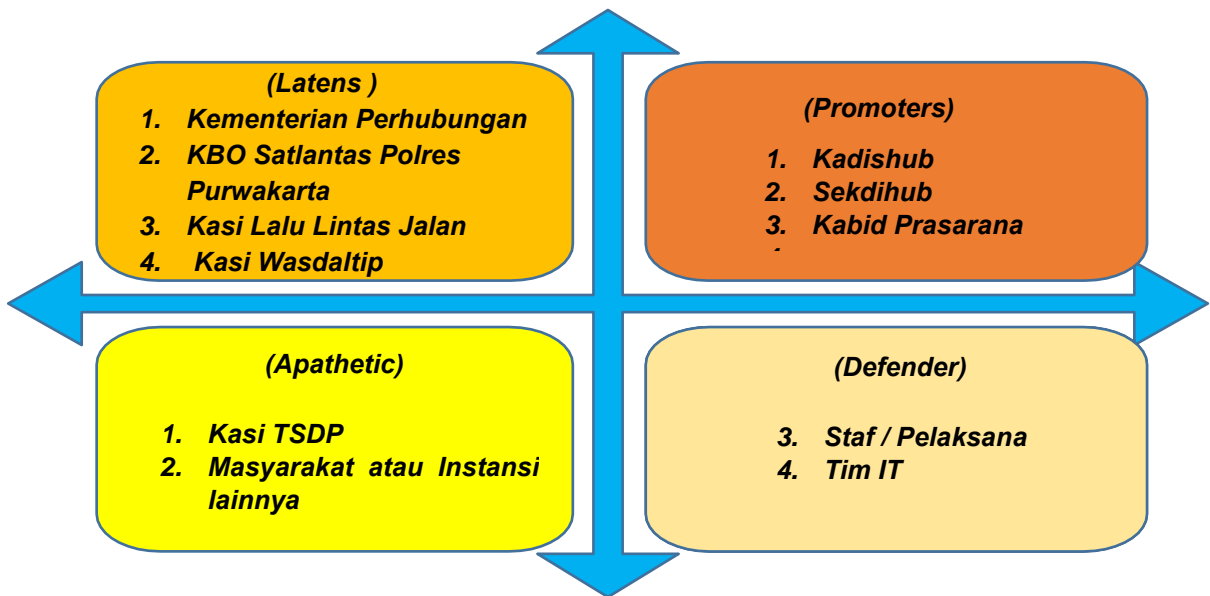 (Latens )
1. Kementerian Perhubungan
2. KBO Satlantas Polres
Purwakarta
3. Kasi Lalu Lintas Jalan
4. Kasi Wasdaltip
(Promoters)
1. Kadishub
2. Sekdihub
3. Kabid Prasarana
(Apathetic)
1. Kasi TSDP
2. Masyarakat atau Instansi
lainnya
(Defender)
3. Staf / Pelaksana
4. Tim IT